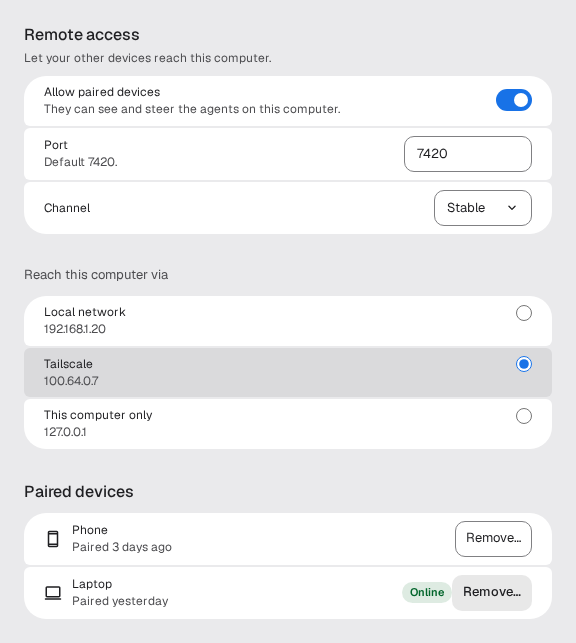 Remote access
Let your other devices reach this computer.
Allow paired devices
They can see and steer the agents on this computer.
Port
Default 7420.
7420
Channel
Stable
Reach this computer via
Local network
192.168.1.20
Tailscale
100.64.0.7
This computer only
127.0.0.1
Paired devices
Phone
Paired 3 days ago
Remove...
Laptop
Paired yesterday
Online
Remove...